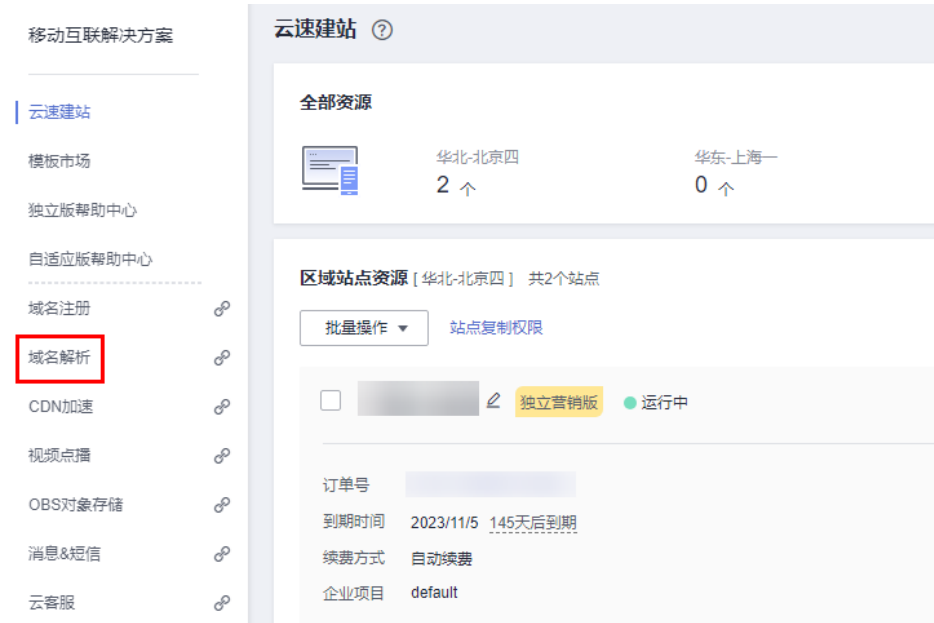 移动互联解决方案
云速建站
模板市场
独立版帮助中心
自适应版帮助中心
域名注册
域名解析
CDN加速
视频点播
OBS对象存储
消息&短信
云客服
云速建站 ?
全部资源
华北-北京四 华东-上海一
2 个 0 个
区域站点资源 [ 华北-北京四 ] 共2个站点
批量操作 站点复制权限
独立营销版 运行中
订单号
到期时间 2023/11/5 145天后到期
续费方式 自动续费
企业项目 default